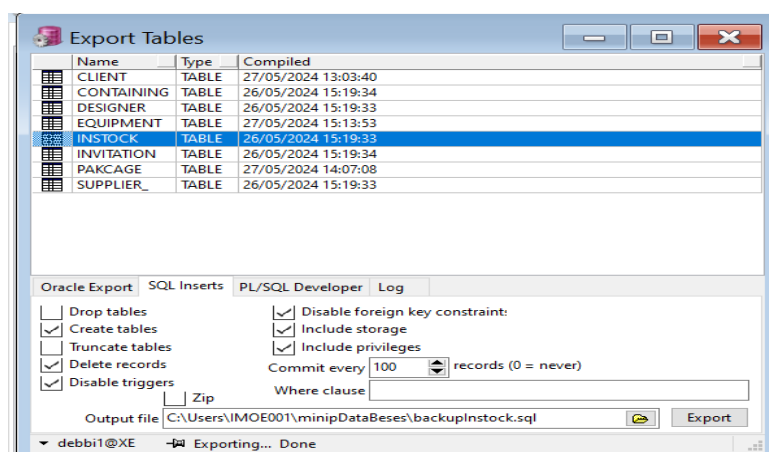 Export Tables
Name Type Compiled
CLIENT TABLE 27/05/2024 13:03:40
CONTAINING TABLE 26/05/2024 15:19:34
DESIGNER TABLE 26/05/2024 15:19:33
EQUIPMENT TABLE 27/05/2024 15:13:53
INSTOCK TABLE 26/05/2024 15:19:33
INVITATION TABLE 26/05/2024 15:19:34
PAKCAGE TABLE 27/05/2024 14:07:08
SUPPLIER_ TABLE 26/05/2024 15:19:33
Oracle Export SQL Inserts PL/SQL Developer Log
Drop tables Disable foreign key constraint:
Create tables Include storage
Truncate tables Include privileges
Delete records Commit every 100 records (0 = never)
Disable triggers Where clause
Zip
Output file C:\Users\IMOE001\minipDataBeses\backupInstock.sql Export
debbi1@XE Exporting... Done